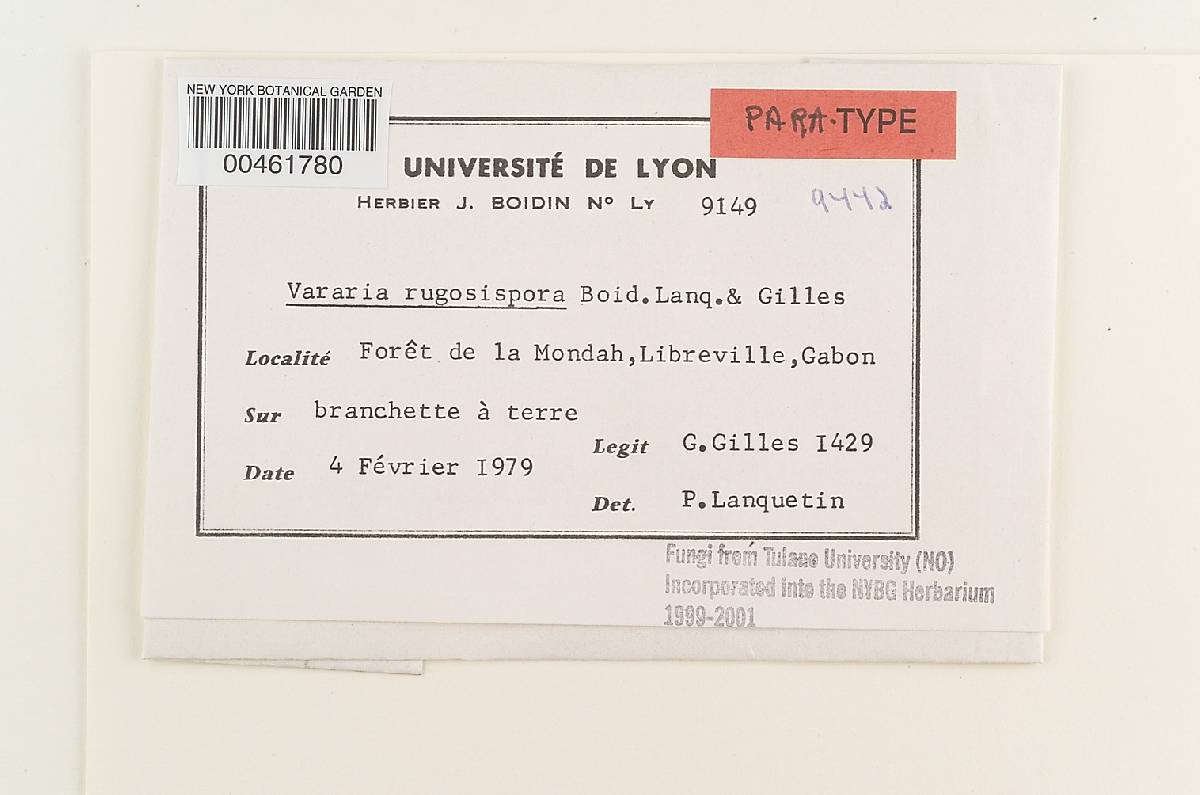 NEW YORK BOTANICAL GARDEN
00461780
PARA·TYPE
UNIVERSITÉ DE LYON
HERBIER J. BOIDIN N° LY 9149 9442
Vararia rugosispora Boid.Lanq.& Gilles
Localité Forêt de la Mondah,Libreville,Gabon
Sur branchette à terre
Legit G.Gilles I429
Date 4 Février I979
Det. P.Lanquetin
Fungi from Tulane University (NO)
Incorporated into the NYBG Herbarium
1999-2001